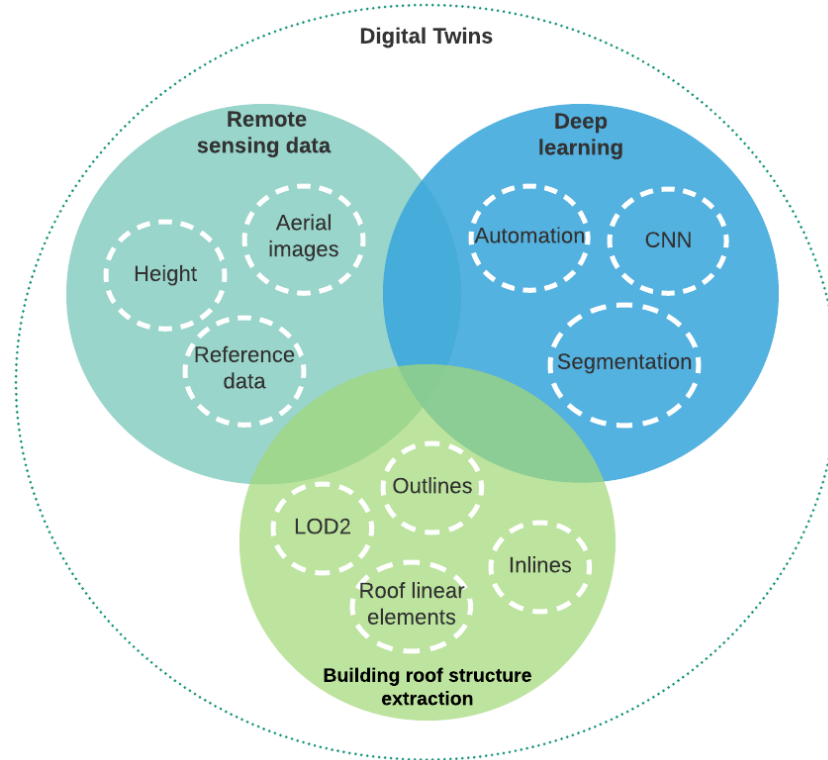 Digital Twins
Remote
sensing data
Deep
learning
Aerial
images
Height
Reference
data
Automation
CNN
Segmentation
Outlines
LOD2
Inlines
Roof linear
elements
Building roof structure
extraction